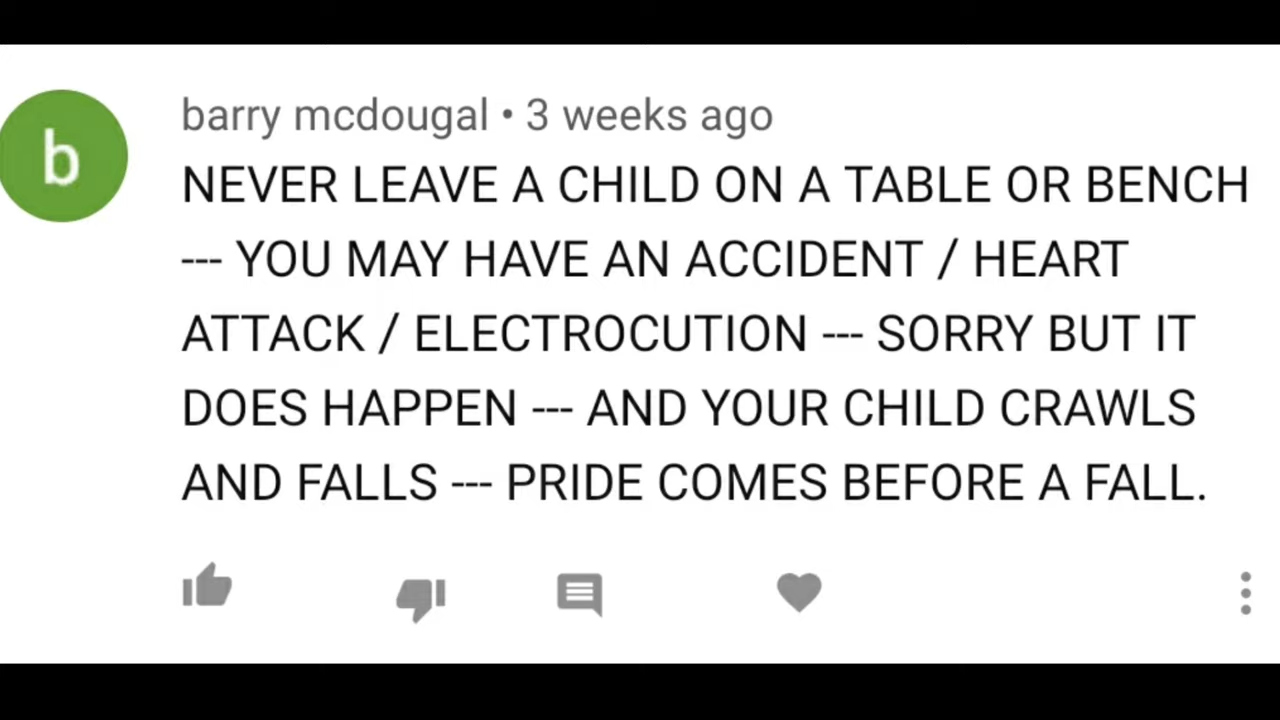 b
barry mcdougal • 3 weeks ago
NEVER LEAVE A CHILD ON A TABLE OR BENCH
--- YOU MAY HAVE AN ACCIDENT / HEART
ATTACK / ELECTROCUTION --- SORRY BUT IT
DOES HAPPEN --- AND YOUR CHILD CRAWLS
AND FALLS --- PRIDE COMES BEFORE A FALL.